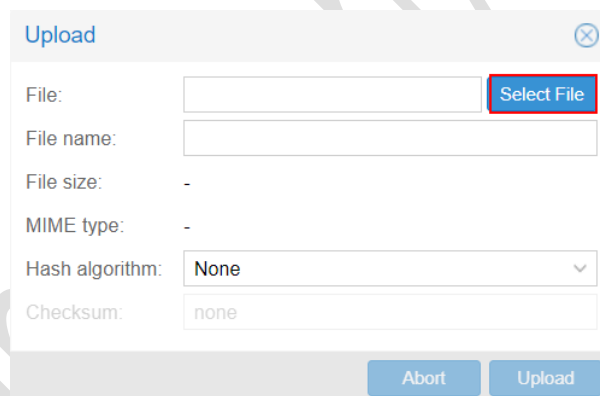 Upload
File: Select File
File name:
File size: -
MIME type: -
Hash algorithm: None
Checksum: none
Abort Upload